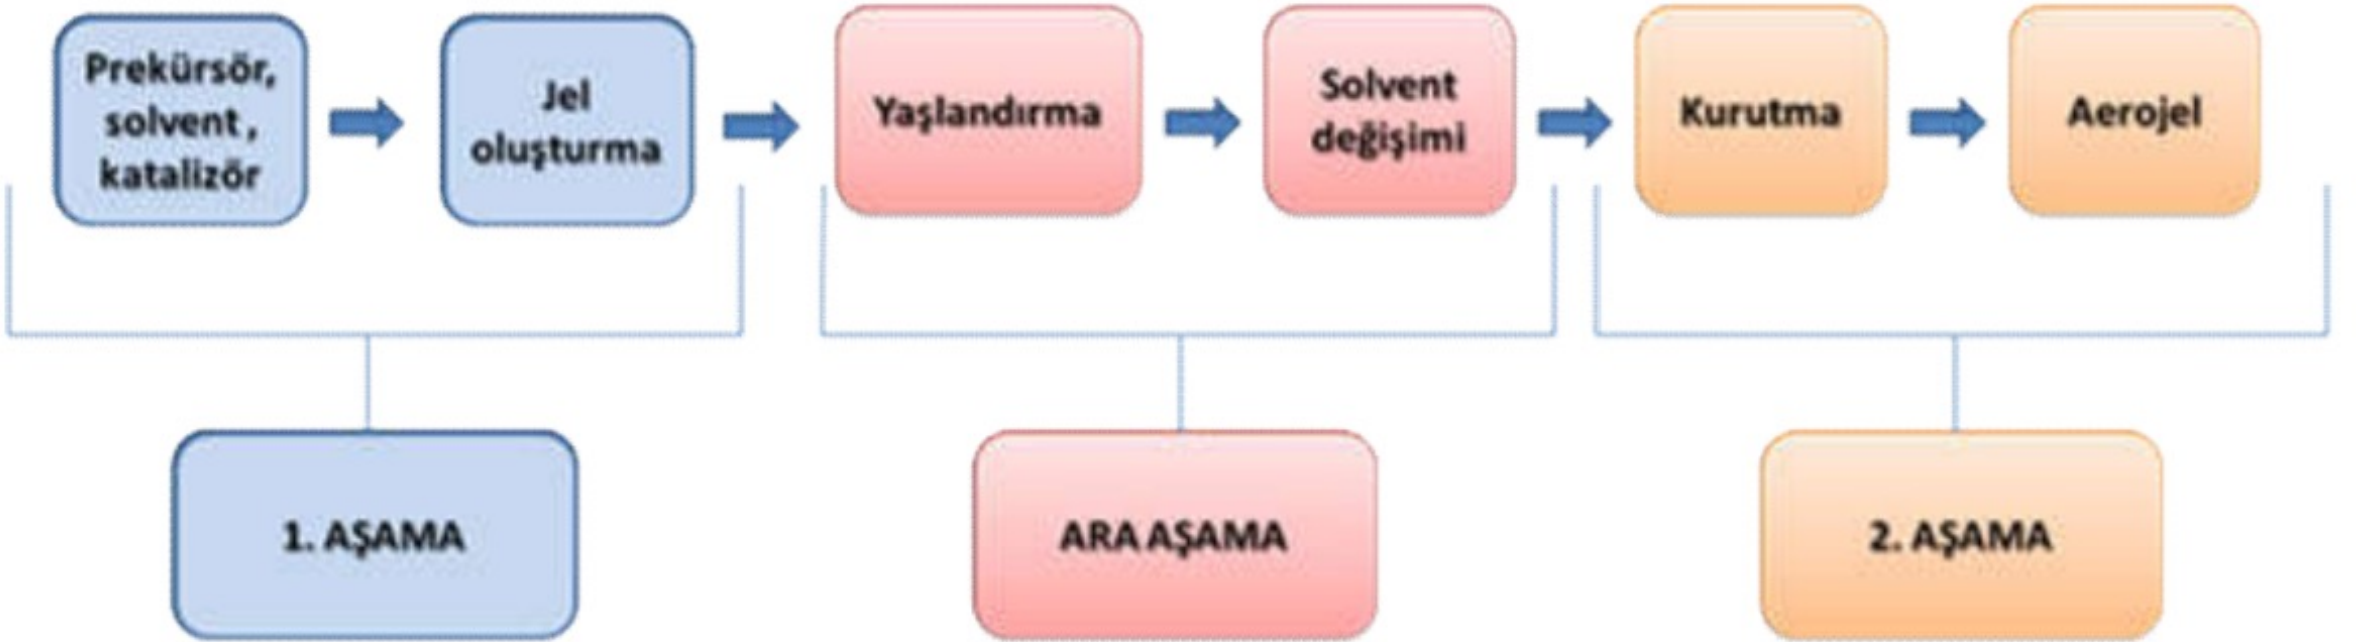 Prekürsör,
solvent,
katalizör
Jel
oluşturma
Yaşlandırma
Solvent
değişimi
Kurutma
Aerojel
1. AŞAMA
ARA AŞAMA
2. AŞAMA